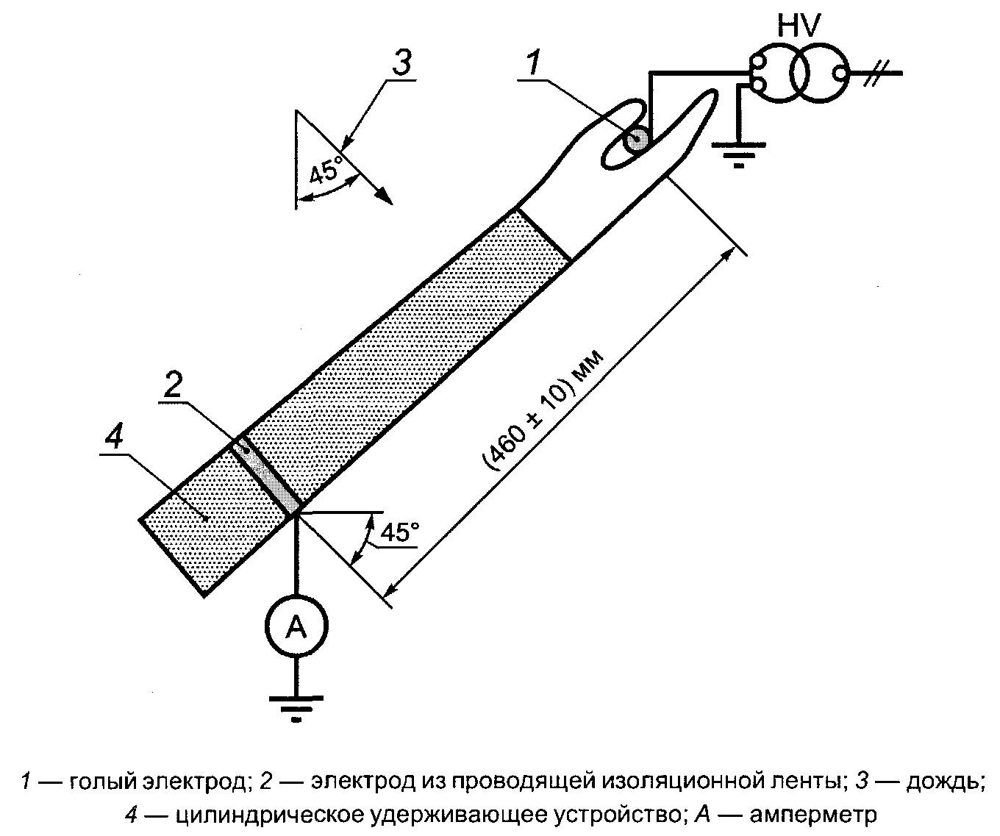 HV
3
1
45°
2
(460 ± 10) мм
4
45°
A
1 — голый электрод; 2 — электрод из проводящей изоляционной ленты; 3 — дождь;
4 — цилиндрическое удерживающее устройство; А — амперметр